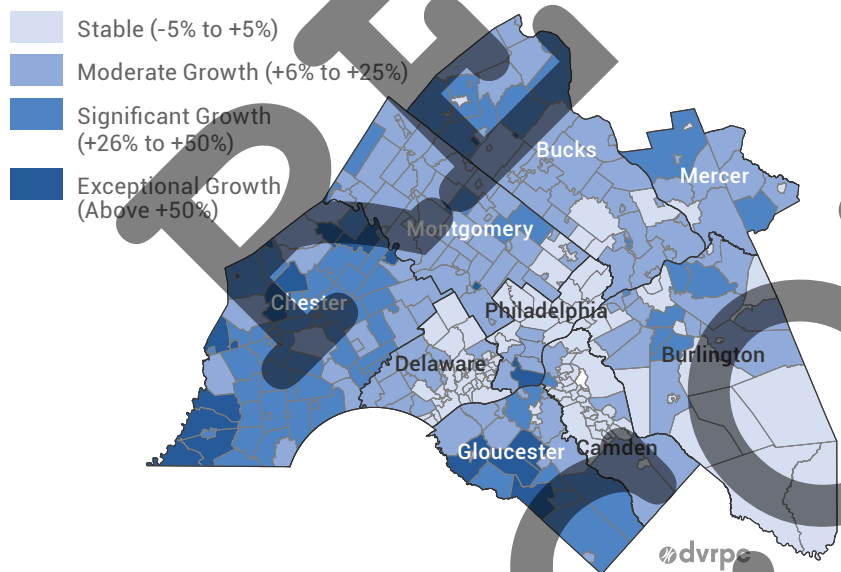 Stable (-5% to +5%)
Moderate Growth (+6% to +25%)
Significant Growth
(+26% to +50%)
Exceptional Growth
(Above +50%)
Bucks
Mercer
Montgomery
Chester
Philadelphia
Delaware
Burlington
Gloucester
Camden
dvrpc